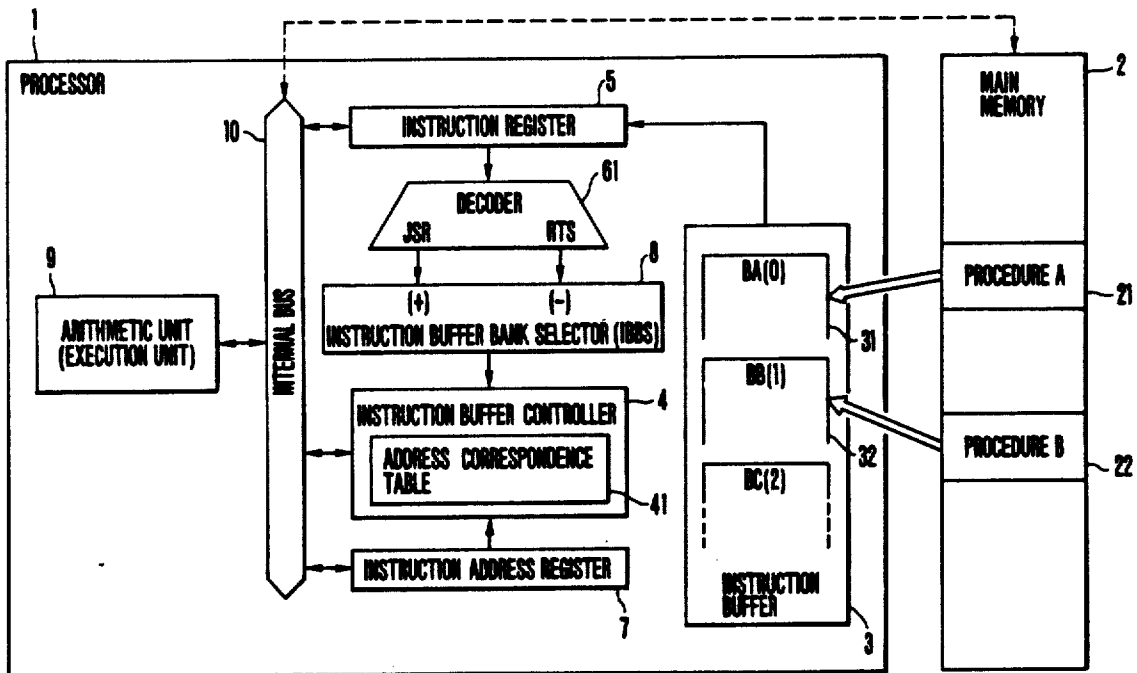 1
PROCESSOR
10
INTERNAL BUS
5
INSTRUCTION REGISTER
61
DECODER
JSR RTS
8
(+) (-)
INSTRUCTION BUFFER BANK SELECTOR (IBBS)
9
ARITHMETIC UNIT
(EXECUTION UNIT)
4
INSTRUCTION BUFFER CONTROLLER
ADDRESS CORRESPONDENCE
TABLE
41
INSTRUCTION ADDRESS REGISTER
7
BA(0)
31
BB(1)
32
BC(2)
INSTRUCTION
BUFFER
3
2
MAIN
MEMORY
PROCEDURE A
21
PROCEDURE B
22